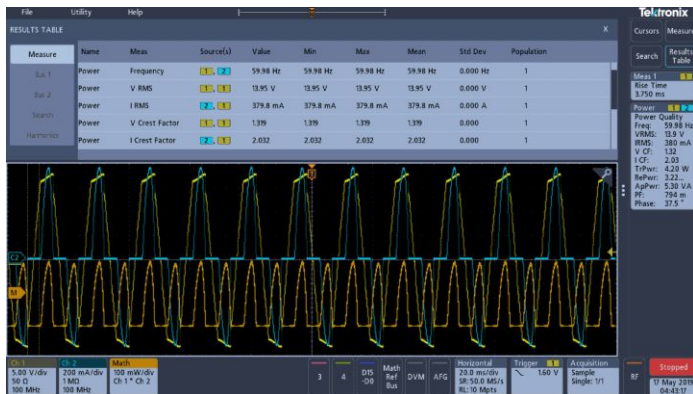 File Utility Help
Tektronix
RESULTS TABLE X
Cursors Measure
Search Results Table
Measure
Bus 1
Bus 2
Search
Harmonics
Name Meas Source(s) Value Min Max Mean Std Dev Population
Power Frequency 1, 2 59.98 Hz 59.98 Hz 59.98 Hz 59.98 Hz 0.000 Hz 1
Power V RMS 1, 1 13.95 V 13.95 V 13.95 V 13.95 V 0.000 V 1
Power I RMS 2, 1 379.8 mA 379.8 mA 379.8 mA 379.8 mA 0.000 A 1
Power V Crest Factor 1, 1 1.319 1.319 1.319 1.319 0.000 1
Power I Crest Factor 2, 1 2.032 2.032 2.032 2.032 0.000 1
Meas 1 1
Rise Time
3.750 ms
Power 1 1 2
Power Quality
Freq: 59.98 Hz
VRMS: 13.9 V
IRMS: 380 mA
V CF: 1.32
I CF: 2.03
TrPwr: 4.20 W
RePwr: 3.22...
ApPwr: 5.30 VA
PF: 794 m
Phase: 37.5 °
C2
M
Ch 1
5.00 V/div
50 Ω
100 MHz
Ch 2
200 mA/div
1 MΩ
100 MHz
Math
100 mW/div
Ch 1 * Ch 2
3
4
D15
-D0
Math
Ref
Bus
DVM
AFG
Horizontal
20.0 ms/div
SR: 50.0 MS/s
RL: 10 Mpts
Trigger 1
1.60 V
Acquisition
Sample
Single: 1/1
RF
Stopped
17 May 2019
04:43:17